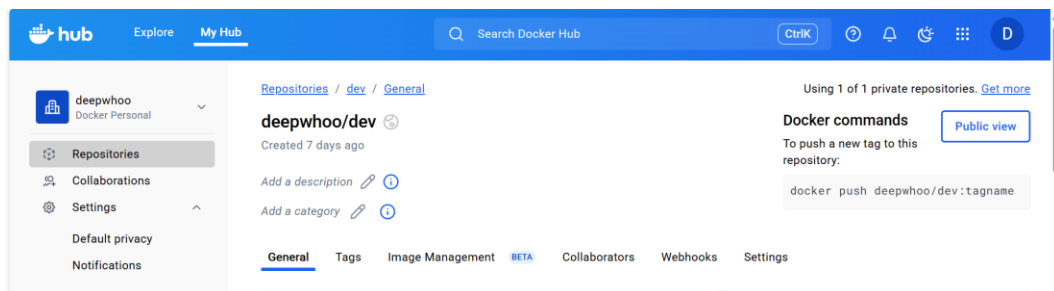 hub Explore My Hub Search Docker Hub CtrlK D
deepwhoo
Docker Personal
Repositories
Collaborations
Settings
Default privacy
Notifications
Repositories / dev / General
deepwhoo/dev
Created 7 days ago
Add a description
Add a category
Using 1 of 1 private repositories. Get more
Docker commands
Public view
To push a new tag to this
repository:
docker push deepwhoo/dev:tagname
General Tags Image Management BETA Collaborators Webhooks Settings